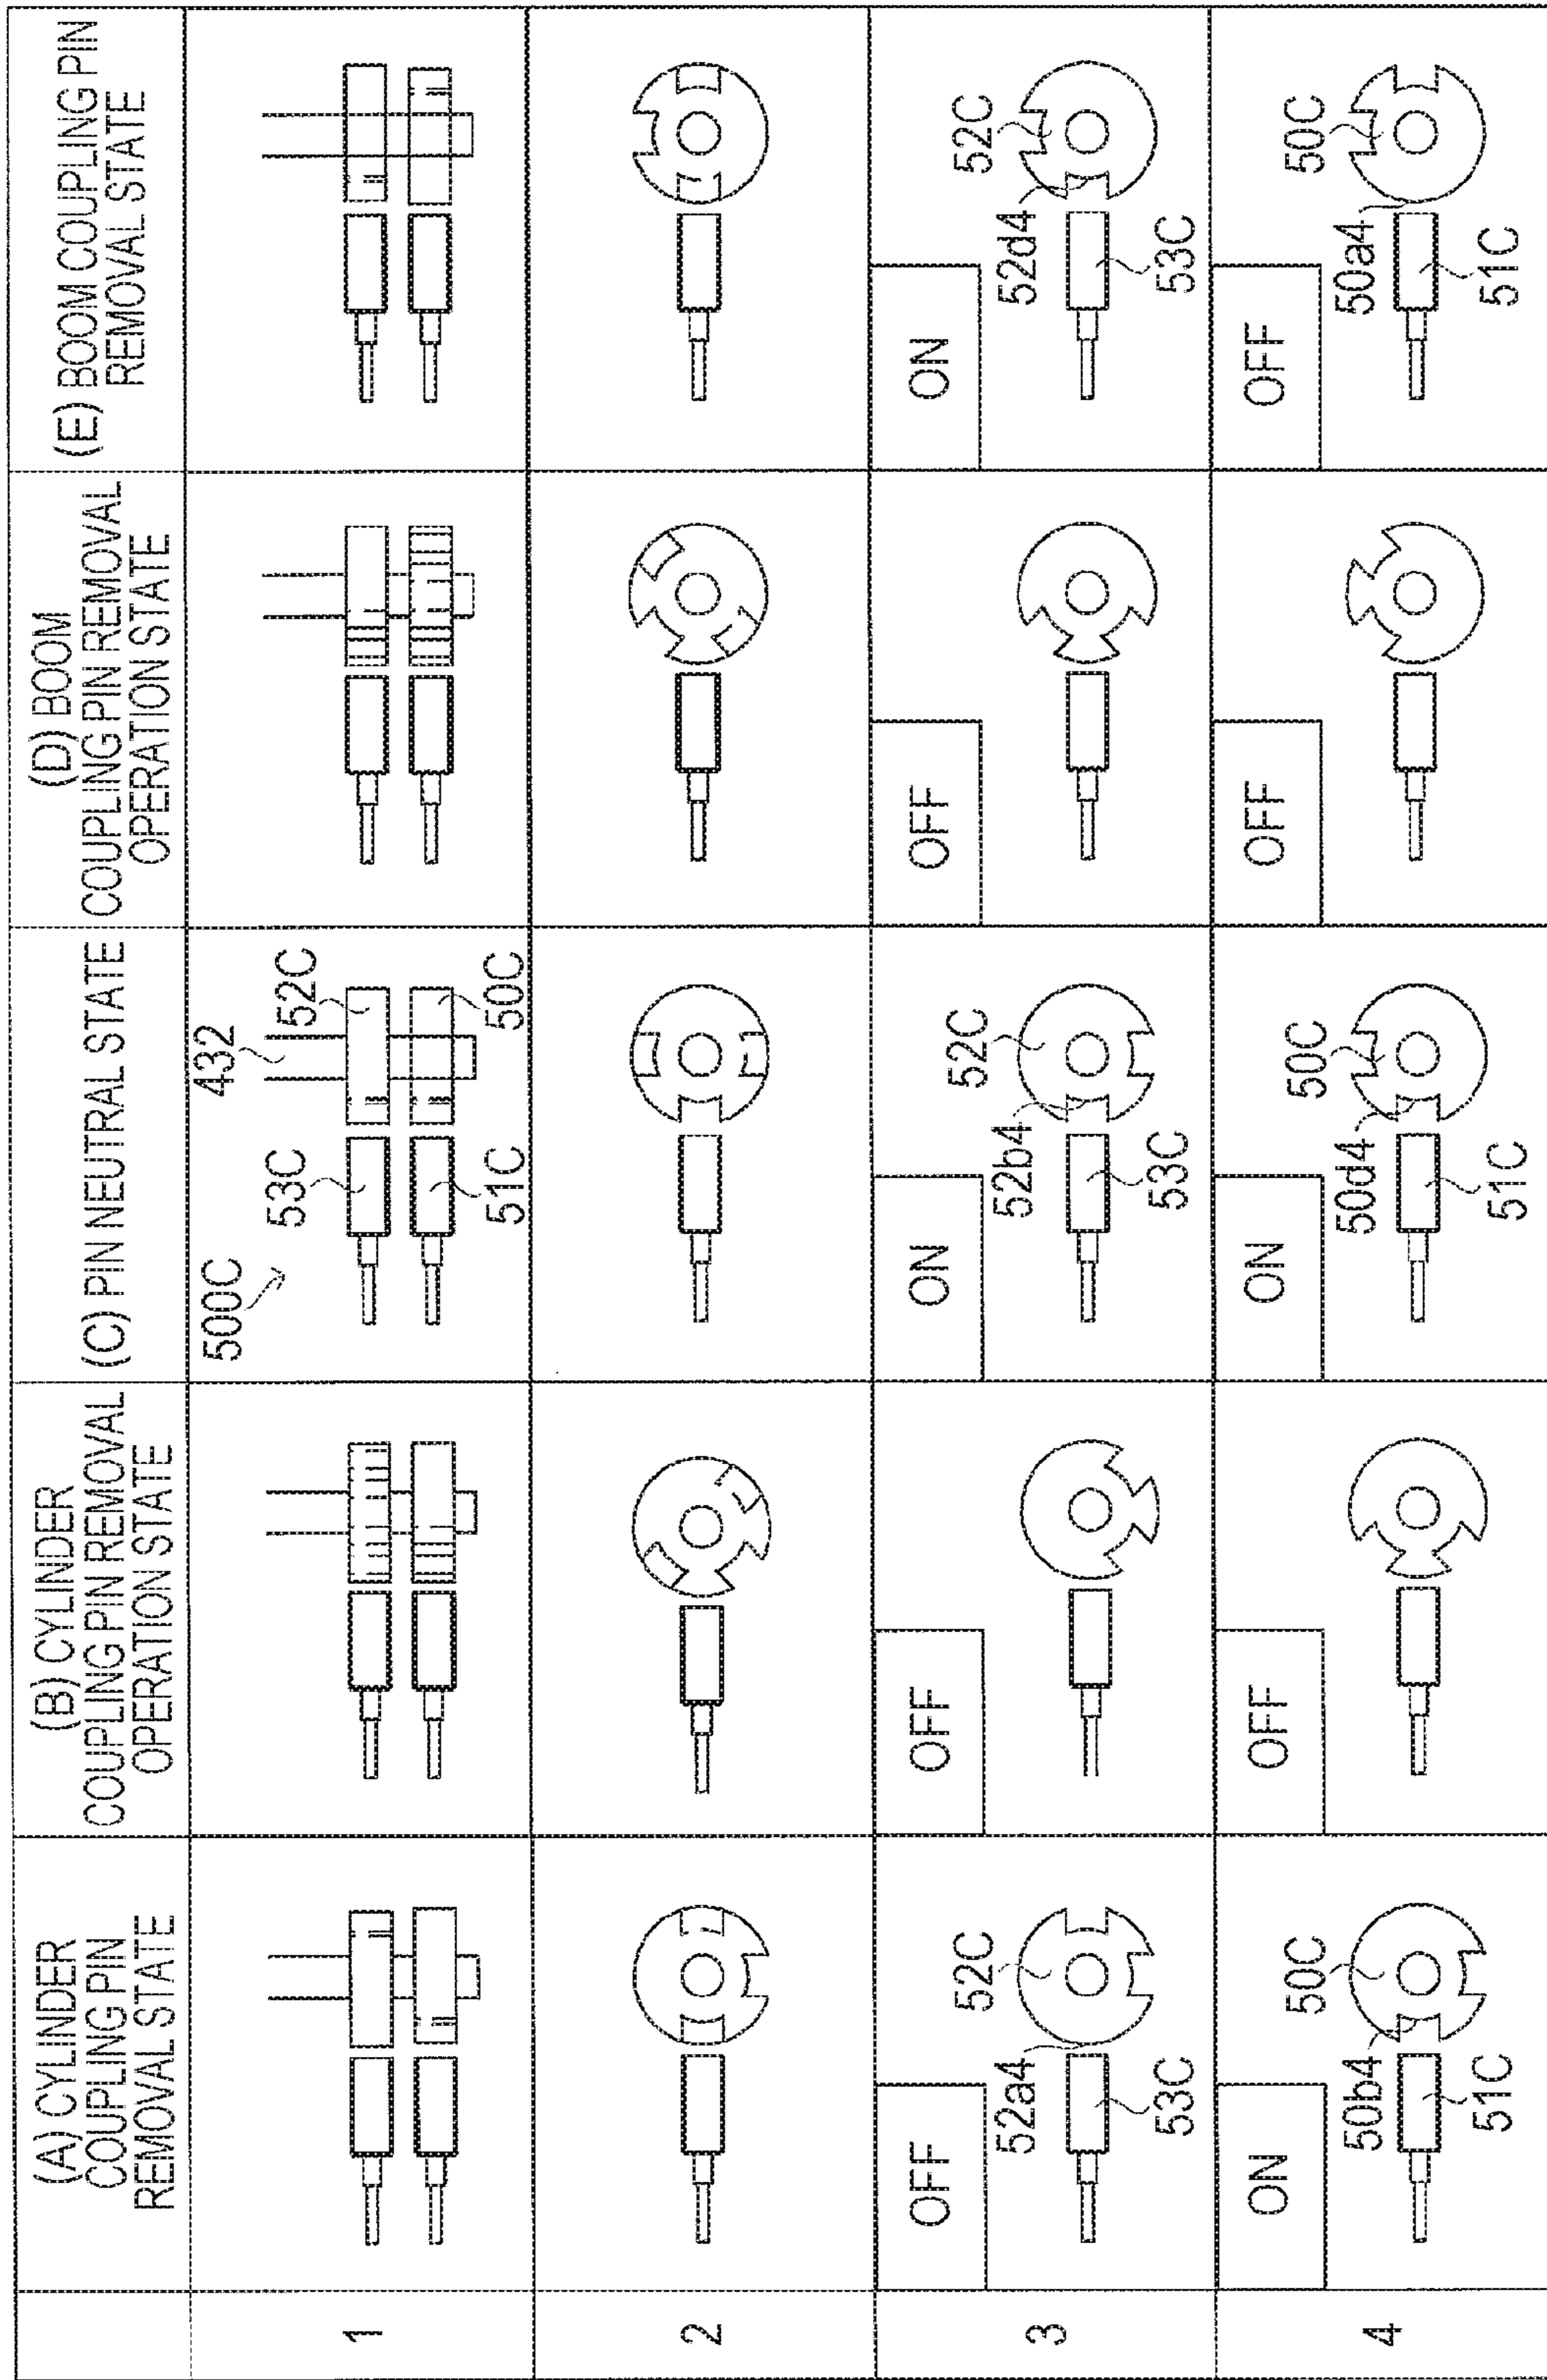 (A) CYLINDER
COUPLING PIN
REMOVAL STATE
(B) CYLINDER
COUPLING PIN REMOVAL
OPERATION STATE
(C) PIN NEUTRAL STATE
(D) BOOM
COUPLING PIN REMOVAL
OPERATION STATE
(E) BOOM COUPLING PIN
REMOVAL STATE
1
500C
53C
51C
432
52C
50C
2
3
OFF
52a4
53C
52C
OFF
ON
52b4
53C
52C
OFF
ON
52d4
53C
52C
4
ON
50b4
51C
50C
OFF
ON
50d4
51C
50C
OFF
OFF
50a4
51C
50C